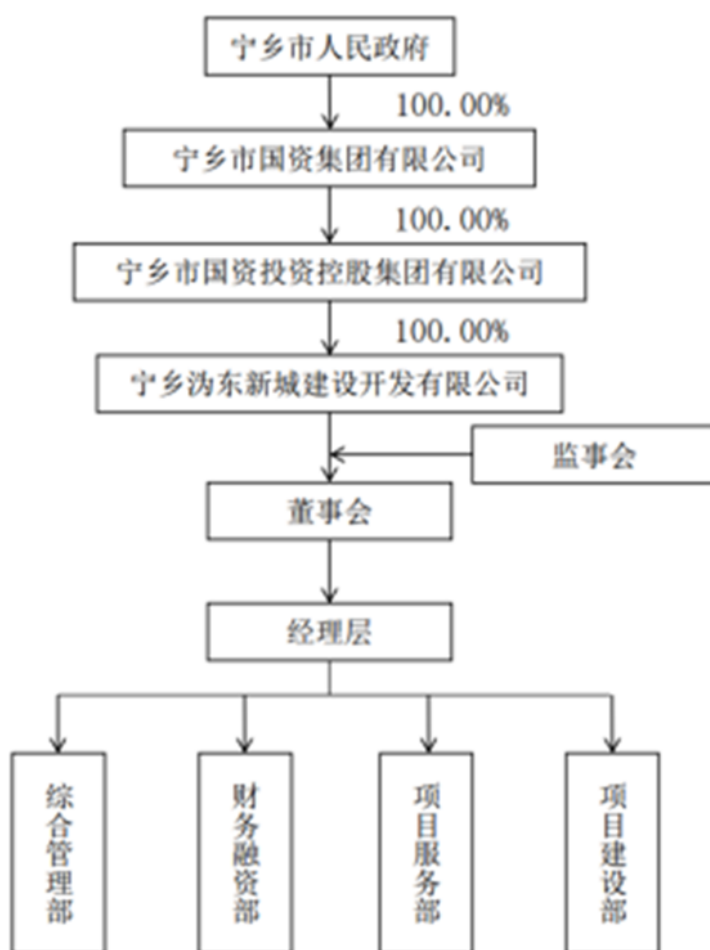 宁乡市人民政府
100.00%
宁乡市国资集团有限公司
100.00%
宁乡市国资投资控股集团有限公司
100.00%
宁乡沩东新城建设开发有限公司
监事会
董事会
经理层
综合管理部
财务融资部
项目服务部
项目建设部